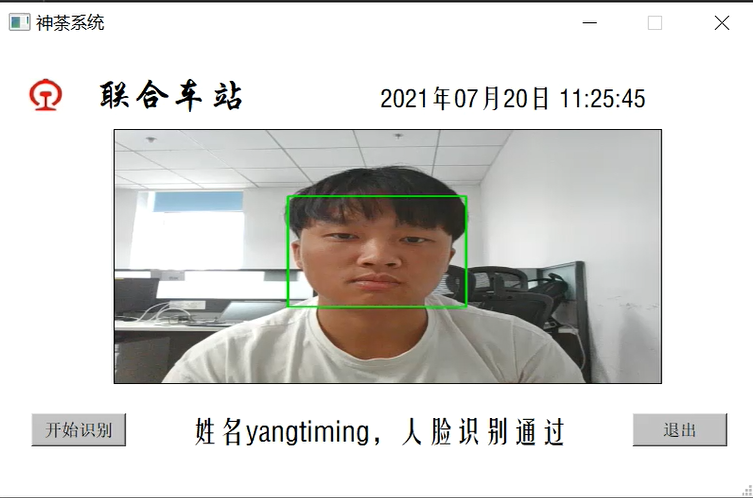 神荼系统
联合车站
2021年07月20日 11:25:45
开始识别
姓名yangtiming，人脸识别通过
退出